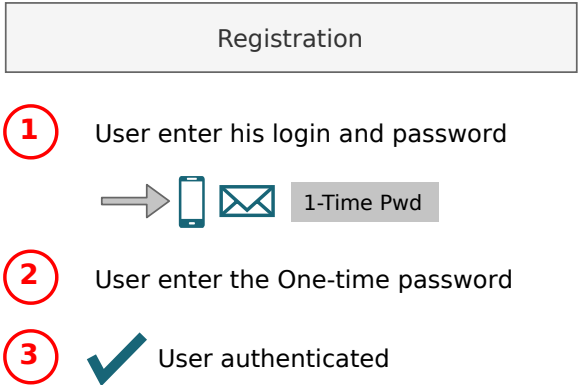 Registration
1
User enter his login and password
1-Time Pwd
2
User enter the One-time password
3
User authenticated